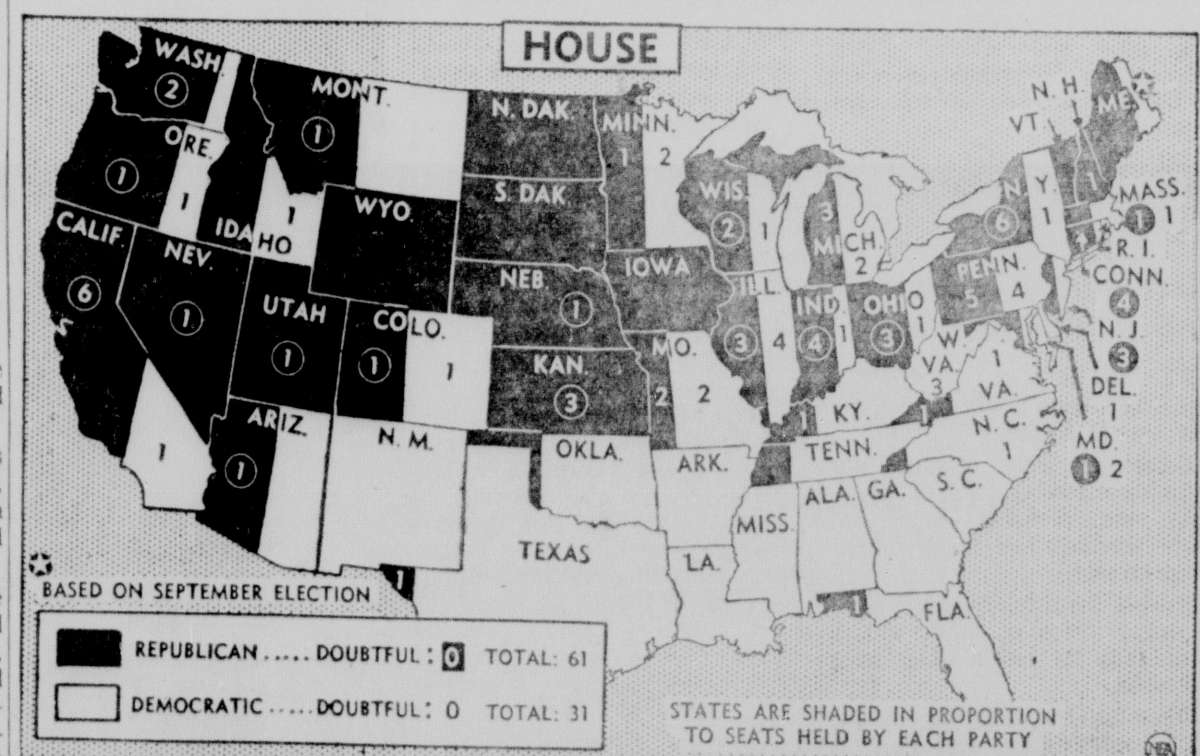 HOUSE
WASH.
2
MONT.
1
N. DAK.
MINN.
1 2
N. H.
VT.
ME.
ORE.
1 1
IDAHO
1
WYO.
S. DAK
WIS.
2 1
3
MICH.
2
N. Y.
6 1
MASS.
1 1
R. I.
CONN.
4
CALIF.
6
1
NEV.
1
UTAH
1
COLO.
1 1
NEB.
1
IOWA
ILL.
3 4
IND.
4 1
OHIO
3 1
PENN.
5 4
N. J
3
DEL.
1
MD.
1 2
KAN.
3
MO.
2 2
W.
VA.
3
1
VA.
KY.
1
1
ARIZ.
1
N. M.
OKLA.
ARK.
TENN.
N. C.
1
S. C.
MISS.
ALA.
GA.
TEXAS
1
LA.
1
FLA.
BASED ON SEPTEMBER ELECTION
REPUBLICAN ..... DOUBTFUL: 0 TOTAL: 61
DEMOCRATIC ..... DOUBTFUL: 0 TOTAL: 31
STATES ARE SHADED IN PROPORTION
TO SEATS HELD BY EACH PARTY